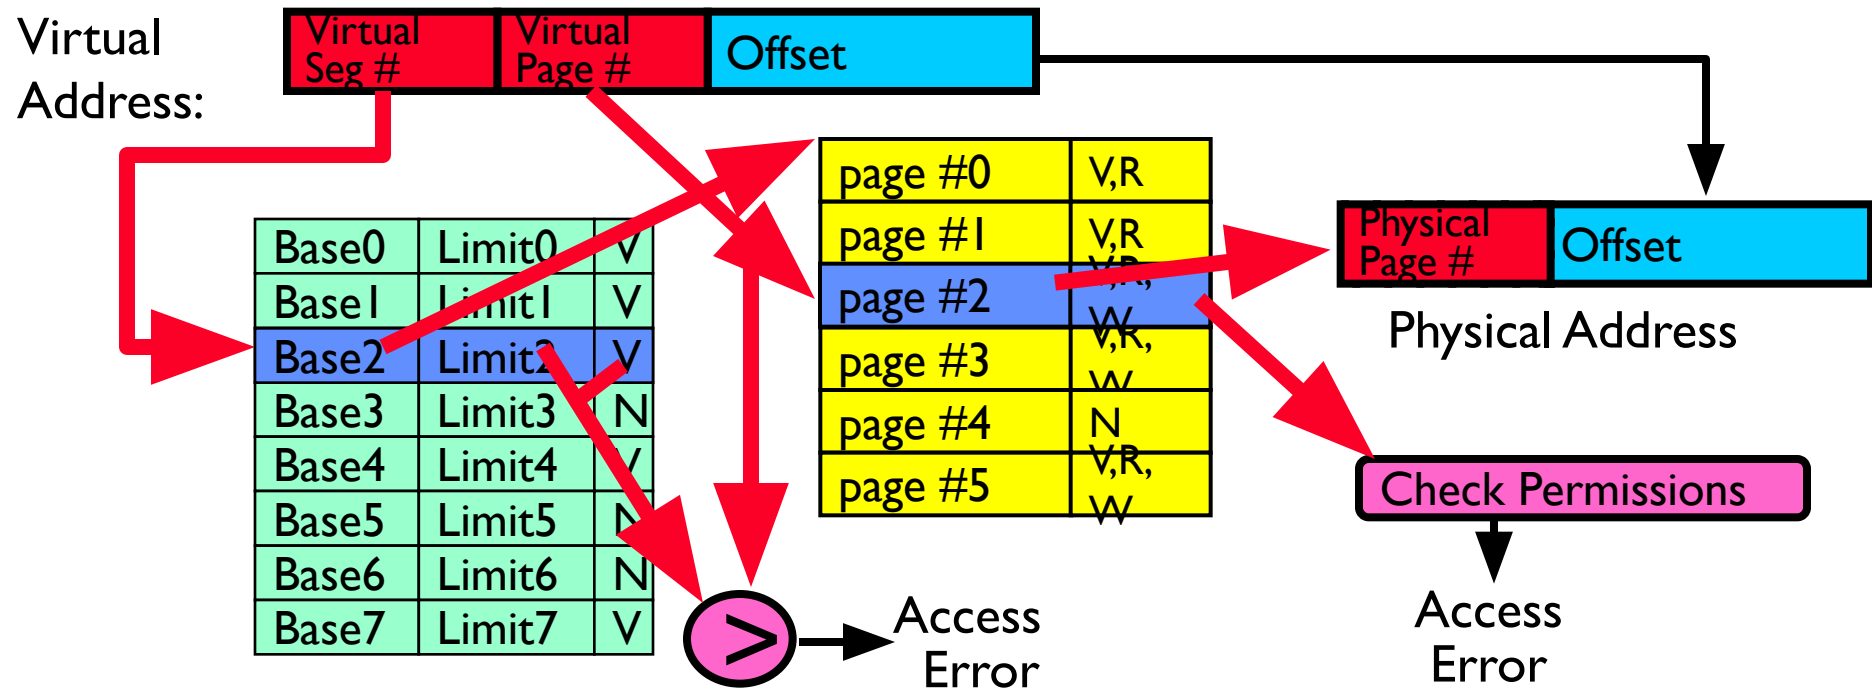 Virtual
Address:
Virtual
Seg #
Virtual
Page #
Offset
Base0 Limit0 V
Base1 Limit1 V
Base2 Limit2 V
Base3 Limit3 N
Base4 Limit4 V
Base5 Limit5 N
Base6 Limit6 N
Base7 Limit7 V
page #0 V,R
page #1 V,R
page #2 V,R,
W
page #3 V,R,
W
page #4 N
page #5 V,R,
W
Physical
Page #
Offset
Physical Address
Check Permissions
Access
Error
>
Access
Error